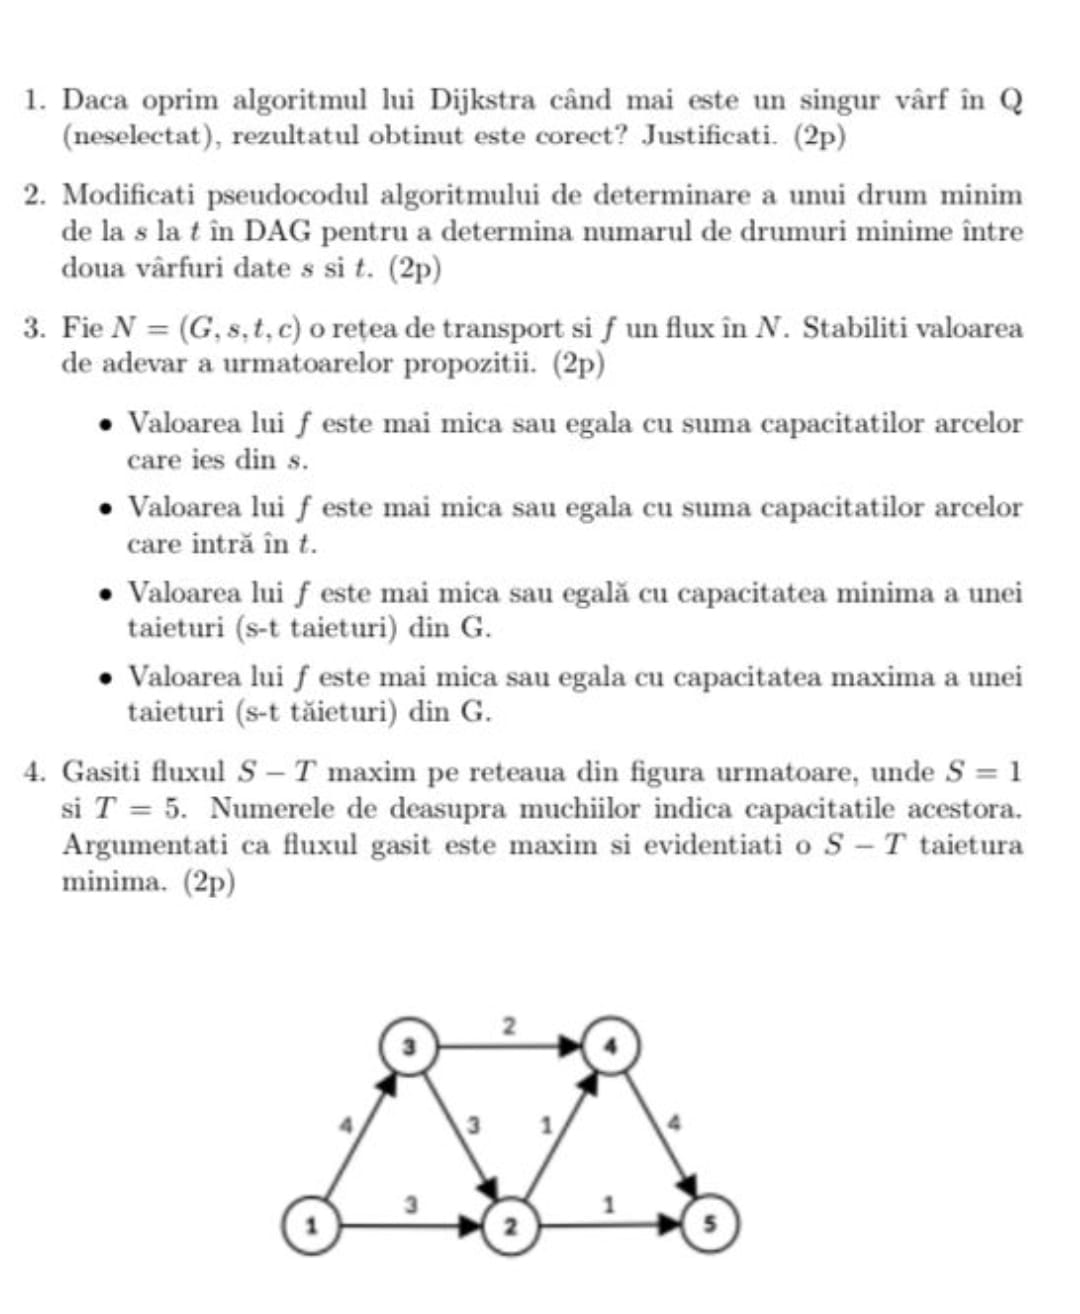 1. Daca oprim algoritmul lui Dijkstra când mai este un singur vârf în Q
(neselectat), rezultatul obtinut este corect? Justificati. (2p)
2. Modificati pseudocodul algoritmului de determinare a unui drum minim
de la s la t în DAG pentru a determina numarul de drumuri minime între
doua vârfuri date s si t. (2p)
3. Fie N = (G, s, t, c) o rețea de transport si f un flux în N. Stabiliti valoarea
de adevar a urmatoarelor propozitii. (2p)
• Valoarea lui f este mai mica sau egala cu suma capacitatilor arcelor
care ies din s.
• Valoarea lui f este mai mica sau egala cu suma capacitatilor arcelor
care intră în t.
• Valoarea lui f este mai mica sau egală cu capacitatea minima a unei
taieturi (s-t taieturi) din G.
• Valoarea lui f este mai mica sau egala cu capacitatea maxima a unei
taieturi (s-t tăieturi) din G.
4. Gasiti fluxul S − T maxim pe reteaua din figura urmatoare, unde S = 1
si T = 5. Numerele de deasupra muchiilor indica capacitatile acestora.
Argumentati ca fluxul gasit este maxim si evidentiati o S − T taietura
minima. (2p)
2
3
4
4
3
1
4
3
1
1
2
5